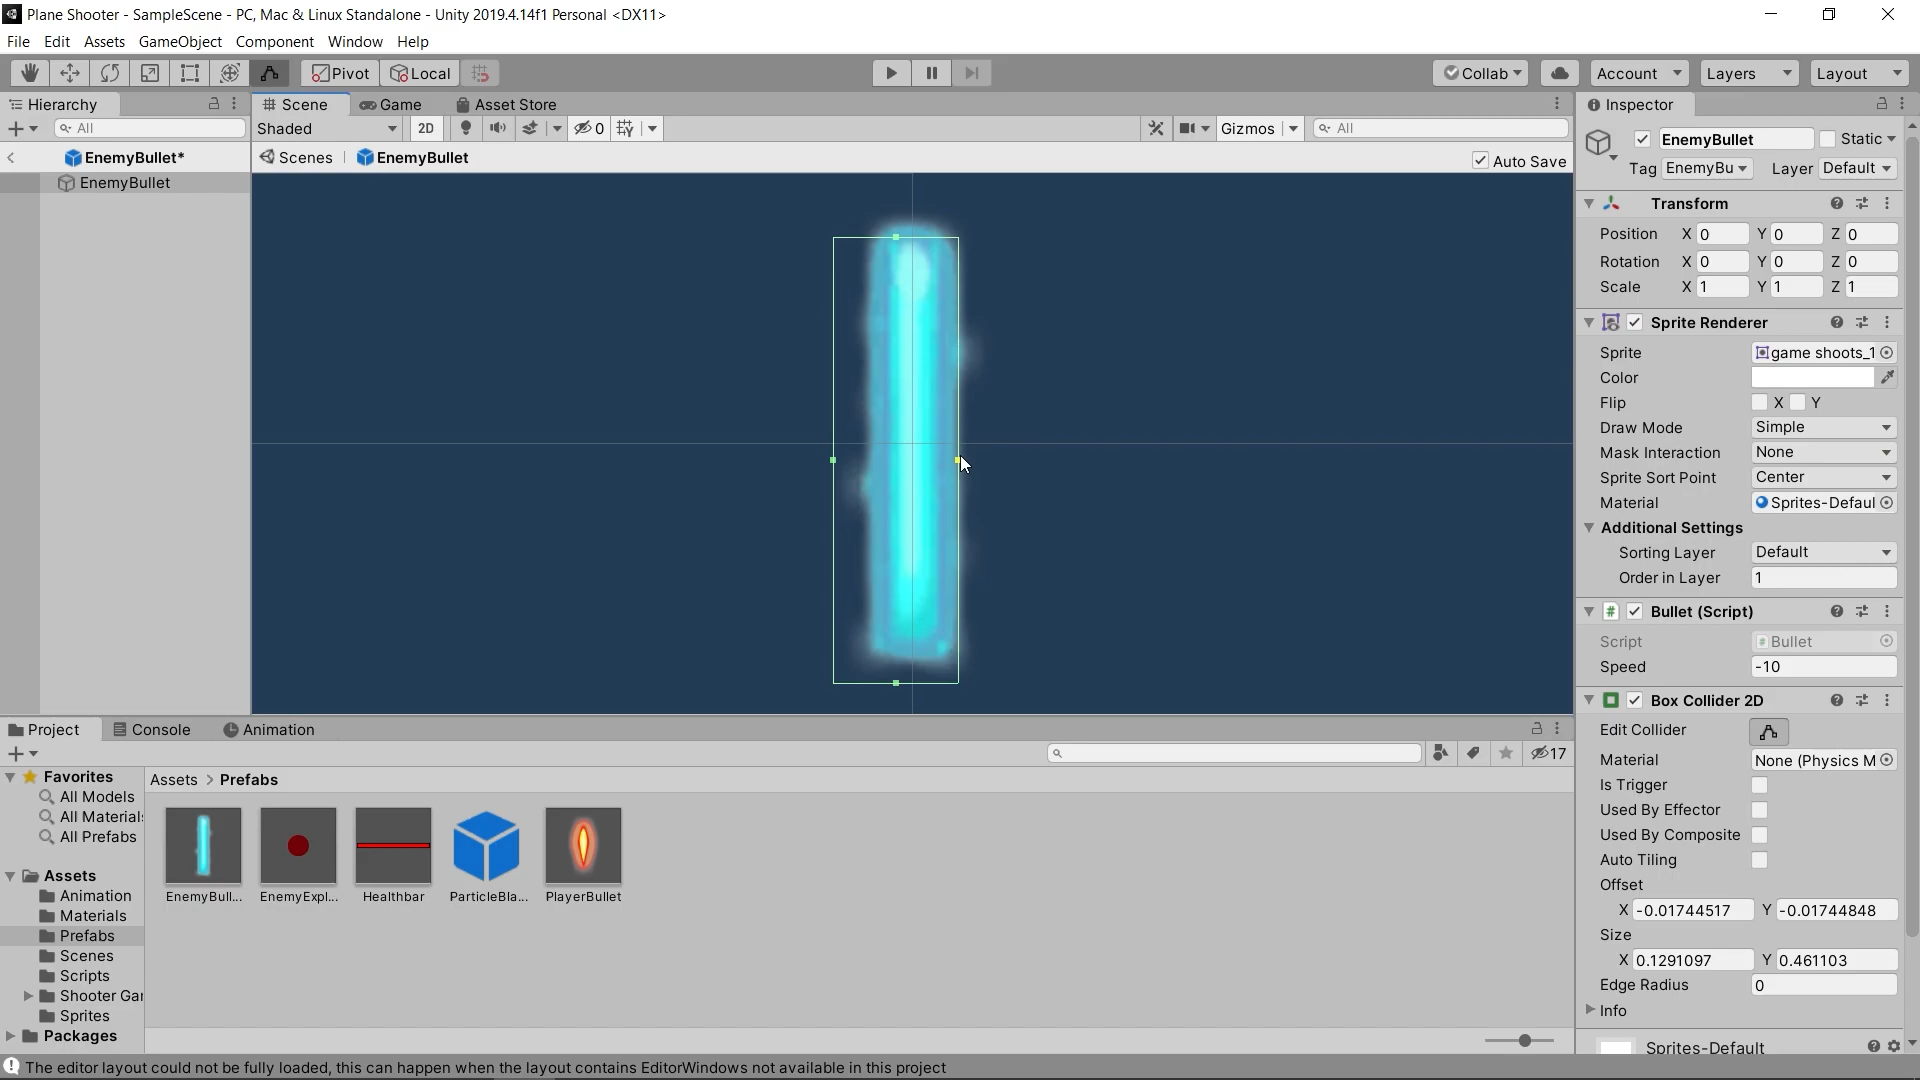 Plane Shooter - SampleScene - PC, Mac & Linux Standalone - Unity 2019.4.14f1 Personal <DX11>
File Edit Assets GameObject Component Window Help
Pivot Local Collab Account Layers Layout
Hierarchy
All
EnemyBullet*
EnemyBullet
Scene Game Asset Store
Shaded 2D 0 Gizmos All
Scenes EnemyBullet Auto Save
Inspector
EnemyBullet Static
Tag EnemyBu Layer Default
Transform
Position X 0 Y 0 Z 0
Rotation X 0 Y 0 Z 0
Scale X 1 Y 1 Z 1
Sprite Renderer
Sprite game shoots_1
Color
Flip X Y
Draw Mode Simple
Mask Interaction None
Sprite Sort Point Center
Material Sprites-Defaul
Additional Settings
Sorting Layer Default
Order in Layer 1
# Bullet (Script)
Script # Bullet
Speed -10
Box Collider 2D
Edit Collider
Material None (Physics M
Is Trigger
Used By Effector
Used By Composite
Auto Tiling
Offset
X -0.01744517 Y -0.01744848
Size
X 0.1291097 Y 0.461103
Edge Radius 0
Info
Sprites-Default
Project Console Animation
17
Favorites
All Models
All Material
All Prefabs
Assets
Animation
Materials
Prefabs
Scenes
Scripts
Shooter Gar
Sprites
Packages
Assets > Prefabs
EnemyBull... EnemyExpl... Healthbar ParticleBla... PlayerBullet
The editor layout could not be fully loaded, this can happen when the layout contains EditorWindows not available in this project